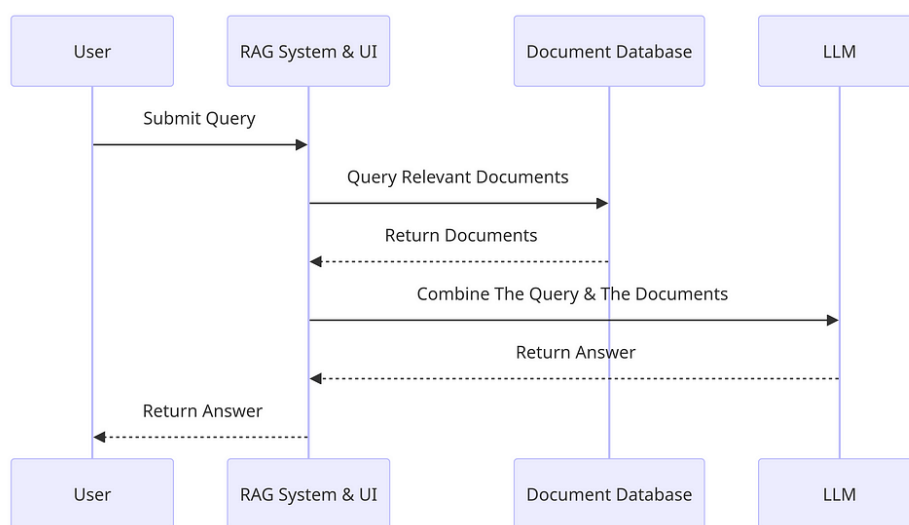 User
RAG System & UI
Document Database
LLM
Submit Query
Query Relevant Documents
Return Documents
Combine The Query & The Documents
Return Answer
Return Answer
User
RAG System & UI
Document Database
LLM